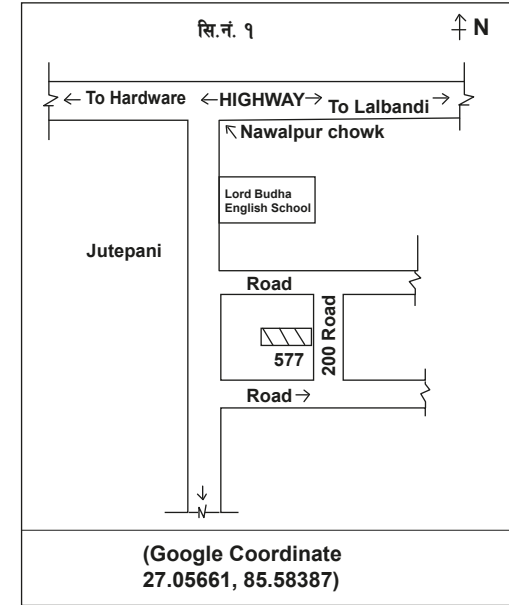 सि.नं. १
N
← To Hardware ←HIGHWAY→ To Lalbandi →
Nawalpur chowk
Lord Budha
English School
Jutepani
Road
200 Road
577
Road →
N
(Google Coordinate
27.05661, 85.58387)